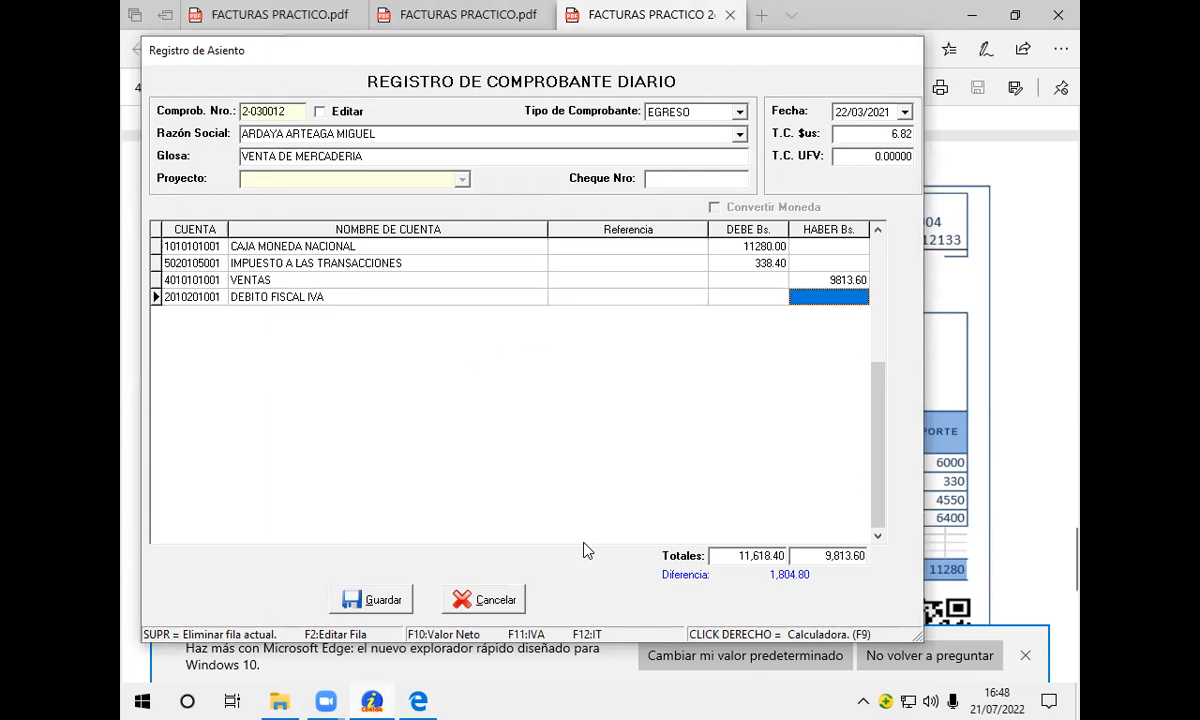 FACTURAS PRACTICO.pdf
FACTURAS PRACTICO.pdf
FACTURAS PRACTICO 2
Registro de Asiento
REGISTRO DE COMPROBANTE DIARIO
Comprob. Nro.: 2-030012 Editar Tipo de Comprobante: EGRESO Fecha: 22/03/2021
Razón Social: ARDAYA ARTEAGA MIGUEL T.C. $us: 6.82
Glosa: VENTA DE MERCADERIA T.C. UFV: 0.00000
Proyecto: Cheque Nro:
Convertir Moneda
CUENTA NOMBRE DE CUENTA Referencia DEBE Bs. HABER Bs.
1010101001 CAJA MONEDA NACIONAL 11280.00
5020105001 IMPUESTO A LAS TRANSACCIONES 338.40
4010101001 VENTAS 9813.60
2010201001 DEBITO FISCAL IVA
Totales: 11,618.40 9,813.60
Diferencia: 1,804.80
Guardar Cancelar
SUPR = Eliminar fila actual. F2:Editar Fila F10:Valor Neto F11:IVA F12:IT CLICK DERECHO = Calculadora. (F9)
4
004
12133
PORTE
6000
330
4550
6400
11280
Haz más con Microsoft Edge: el nuevo explorador rápido diseñado para
Windows 10.
Cambiar mi valor predeterminado No volver a preguntar
16:48
21/07/2022